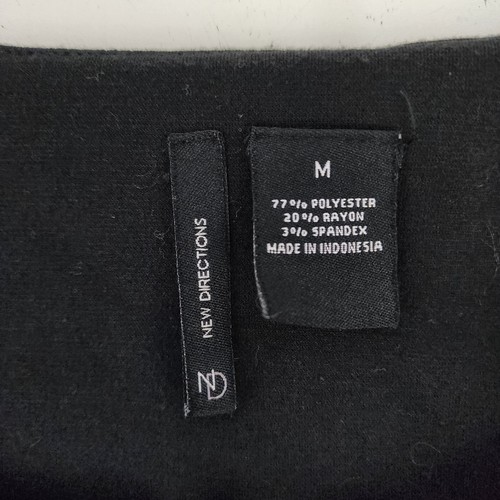 NEW DIRECTIONS
ND
M
77% POLYESTER
20% RAYON
3% SPANDEX
MADE IN INDONESIA